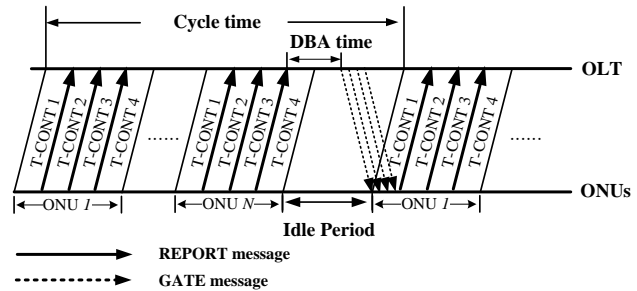 Cycle time
DBA time
OLT
T-CONT 1
T-CONT 2
T-CONT 3
T-CONT 4
......
T-CONT 1
T-CONT 2
T-CONT 3
T-CONT 4
T-CONT 1
T-CONT 2
T-CONT 3
T-CONT 4
......
ONUs
ONU 1
ONU N
ONU 1
Idle Period
REPORT message
GATE message